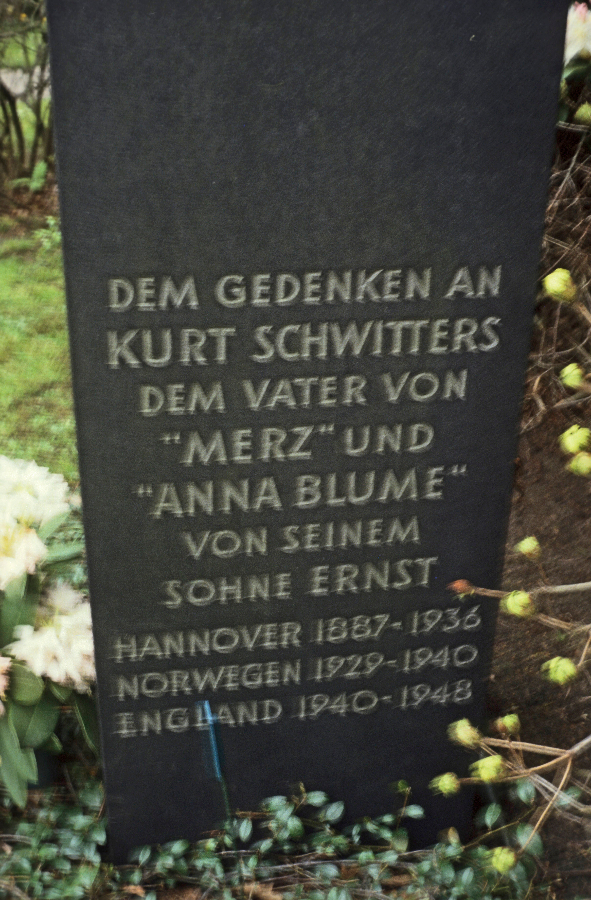 DEM GEDENKEN AN
KURT SCHWITTERS
DEM VATER VON
"MERZ" UND
"ANNA BLUME"
VON SEINEM
SOHNE ERNST
HANNOVER 1887-1936
NORWEGEN 1929-1940
ENGLAND 1940-1948